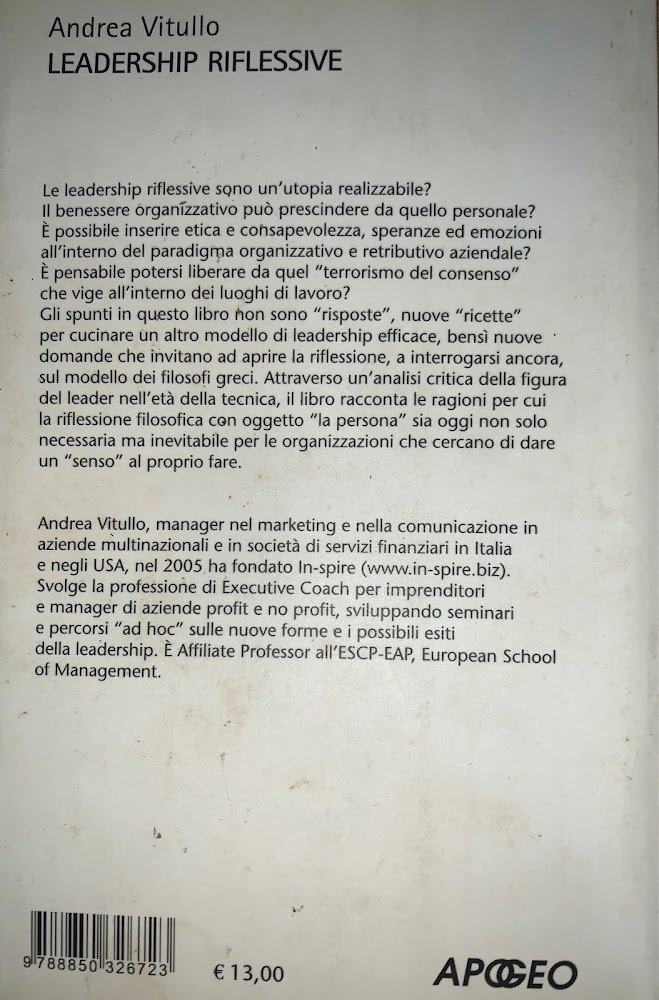 Andrea Vitullo
LEADERSHIP RIFLESSIVE
Le leadership riflessive sono un'utopia realizzabile?
Il benessere organizzativo può prescindere da quello personale?
È possibile inserire etica e consapevolezza, speranze ed emozioni
all'interno del paradigma organizzativo e retributivo aziendale?
È pensabile potersi liberare da quel "terrorismo del consenso"
che vige all'interno dei luoghi di lavoro?
Gli spunti in questo libro non sono "risposte", nuove "ricette"
per cucinare un altro modello di leadership efficace, bensì nuove
domande che invitano ad aprire la riflessione, a interrogarsi ancora,
sul modello dei filosofi greci. Attraverso un'analisi critica della figura
del leader nell'età della tecnica, il libro racconta le ragioni per cui
la riflessione filosofica con oggetto "la persona" sia oggi non solo
necessaria ma inevitabile per le organizzazioni che cercano di dare
un "senso" al proprio fare.
Andrea Vitullo, manager nel marketing e nella comunicazione in
aziende multinazionali e in società di servizi finanziari in Italia
e negli USA, nel 2005 ha fondato In-spire (www.in-spire.biz).
Svolge la professione di Executive Coach per imprenditori
e manager di aziende profit e no profit, sviluppando seminari
e percorsi "ad hoc" sulle nuove forme e i possibili esiti
della leadership. È Affiliate Professor all'ESCP-EAP, European School
of Management.
9 788850 326723
€ 13,00
APOGEO